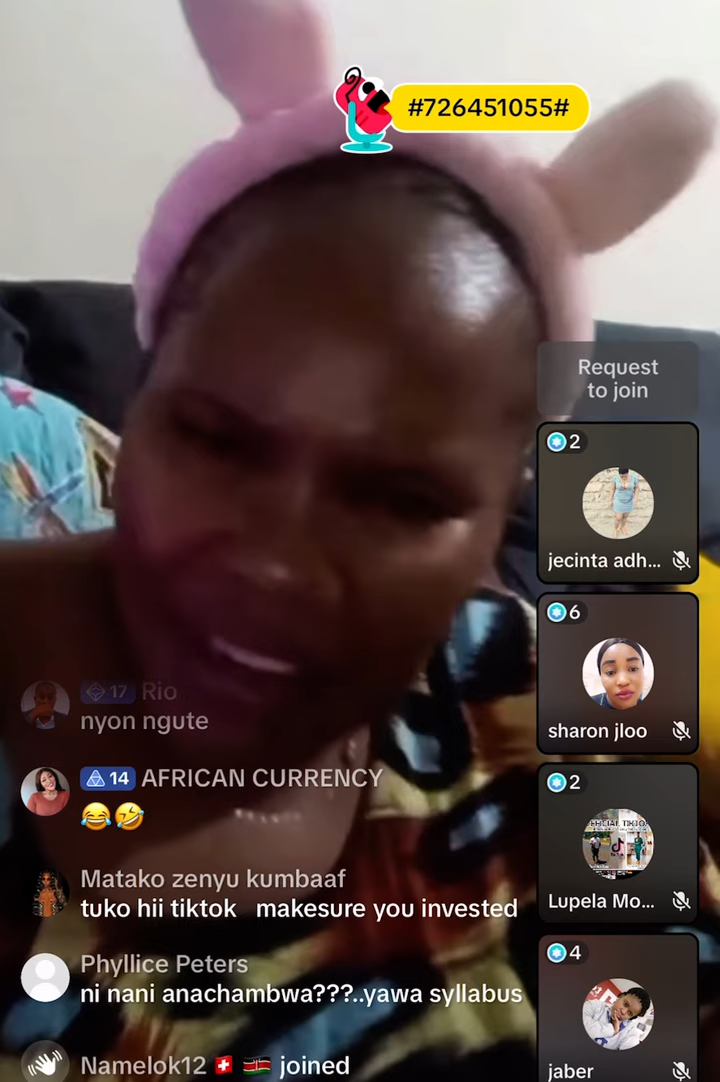 #726451055#
Request
to join
2
jecinta adh...
6
sharon jloo
2
Lupela Mo...
4
jaber
17 Rio
nyon ngute
14 AFRICAN CURRENCY
😂🤣
Matako zenyu kumbaaf
tuko hii tiktok makesure you invested
Phyllice Peters
ni nani anachambwa???..yawa syllabus
Namelok12 🇨🇭 🇰🇪 joined